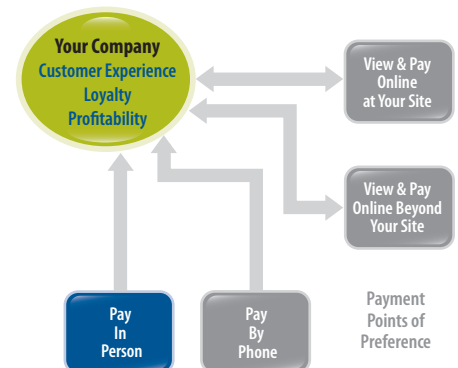 Your Company
Customer Experience
Loyalty
Profitability
View & Pay
Online
at Your Site
View & Pay
Online Beyond
Your Site
Pay
In
Person
Pay
By
Phone
Payment
Points of
Preference